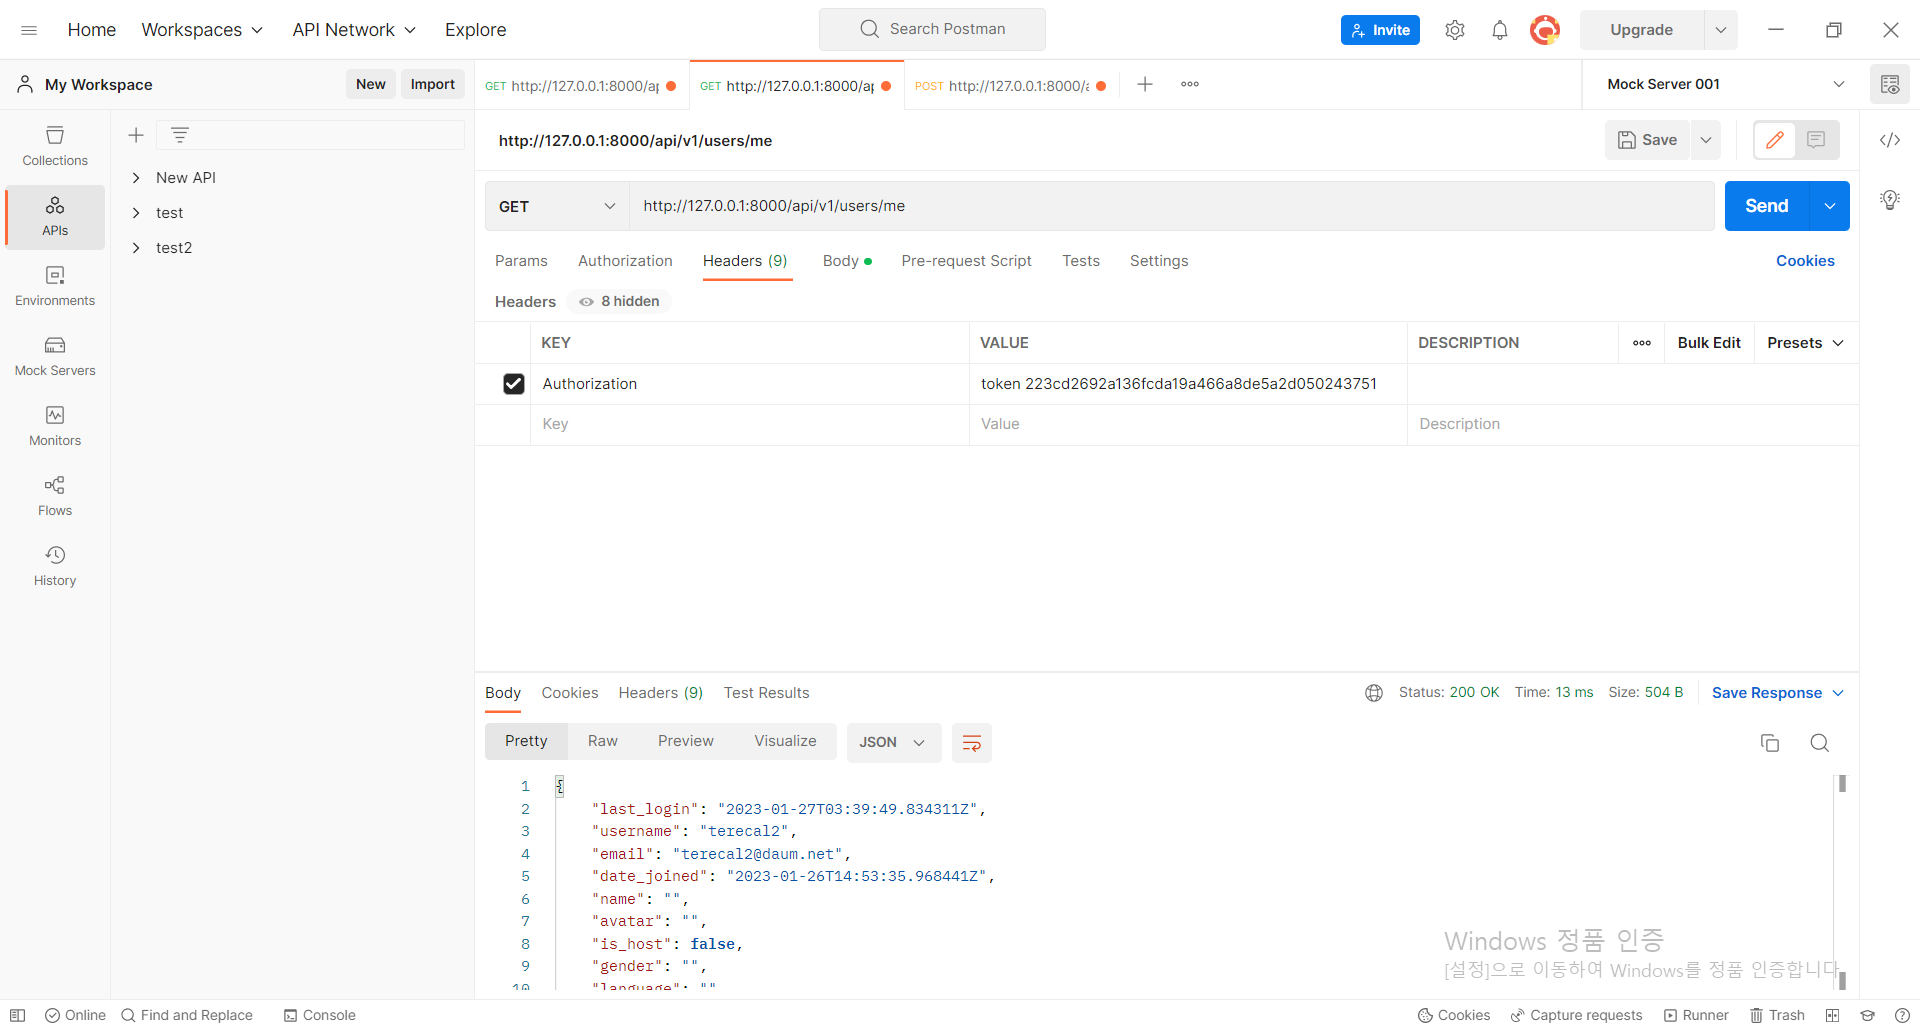 Home Workspaces API Network Explore Search Postman Invite Upgrade
My Workspace New Import GET http://127.0.0.1:8000/ap GET http://127.0.0.1:8000/ap POST http://127.0.0.1:8000/a Mock Server 001
Collections
APIs
Environments
Mock Servers
Monitors
Flows
History
New API
test
test2
http://127.0.0.1:8000/api/v1/users/me Save
GET http://127.0.0.1:8000/api/v1/users/me Send
Params Authorization Headers (9) Body Pre-request Script Tests Settings Cookies
Headers 8 hidden
KEY VALUE DESCRIPTION Bulk Edit Presets
Authorization token 223cd2692a136fcda19a466a8de5a2d050243751
Key Value Description
Body Cookies Headers (9) Test Results Status: 200 OK Time: 13 ms Size: 504 B Save Response
Pretty Raw Preview Visualize JSON
1 {
2 "last_login": "2023-01-27T03:39:49.834311Z",
3 "username": "terecal2",
4 "email": "terecal2@daum.net",
5 "date_joined": "2023-01-26T14:53:35.968441Z",
6 "name": "",
7 "avatar": "",
8 "is_host": false,
9 "gender": "",
10 "language": ""
Windows 정품 인증
[설정]으로 이동하여 Windows를 정품 인증합니다
Online Find and Replace Console Cookies Capture requests Runner Trash